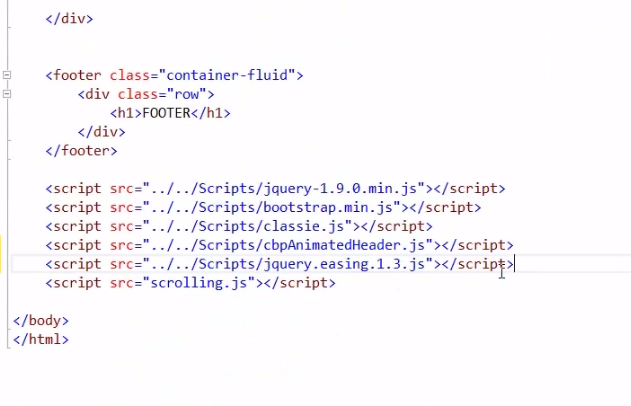 </div>
<footer class="container-fluid">
<div class="row">
<h1>FOOTER</h1>
</div>
</footer>
<script src="../../Scripts/jquery-1.9.0.min.js"></script>
<script src="../../Scripts/bootstrap.min.js"></script>
<script src="../../Scripts/classie.js"></script>
<script src="../../Scripts/cbpAnimatedHeader.js"></script>
<script src="../../Scripts/jquery.easing.1.3.js"></script>
<script src="scrolling.js"></script>
</body>
</html>